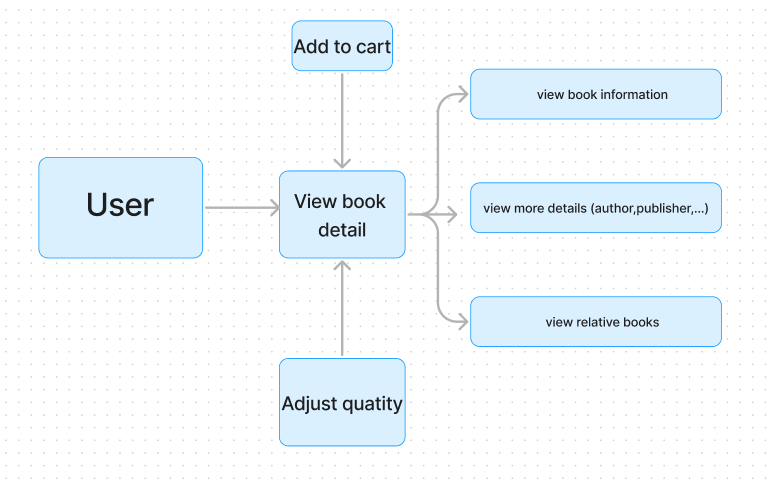 Add to cart
view book information
User
View book
detail
view more details (author,publisher,...)
view relative books
Adjust quatity